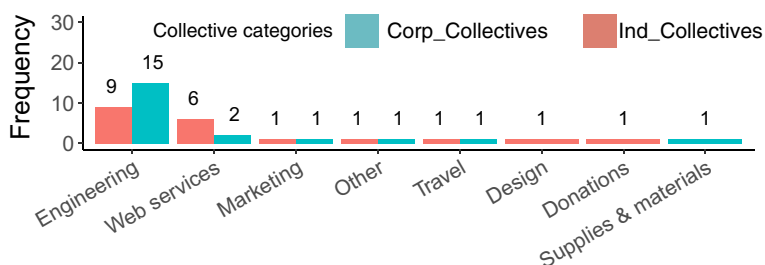 Collective categories Corp_Collectives Ind_Collectives
Frequency
30
20
10
0
9 15 6 2 1 1 1 1 1 1 1 1 1
Engineering
Web services
Marketing
Other
Travel
Design
Donations
Supplies & materials